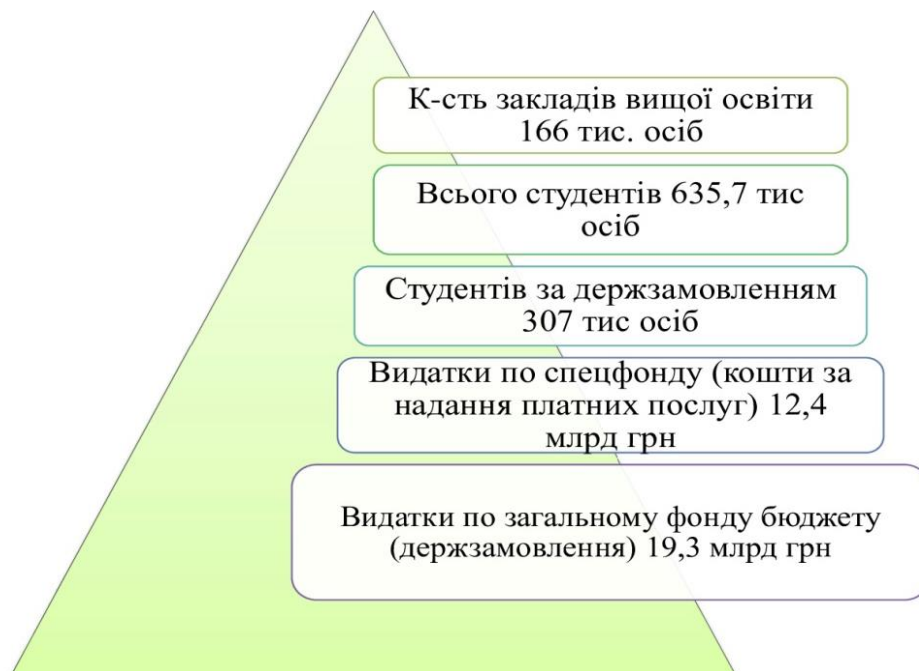 К-сть закладів вищої освіти
166 тис. осіб
Всього студентів 635,7 тис
осіб
Студентів за держзамовленням
307 тис осіб
Видатки по спецфонду (кошти за
надання платних послуг) 12,4
млрд грн
Видатки по загальному фонду бюджету
(держзамовлення) 19,3 млрд грн